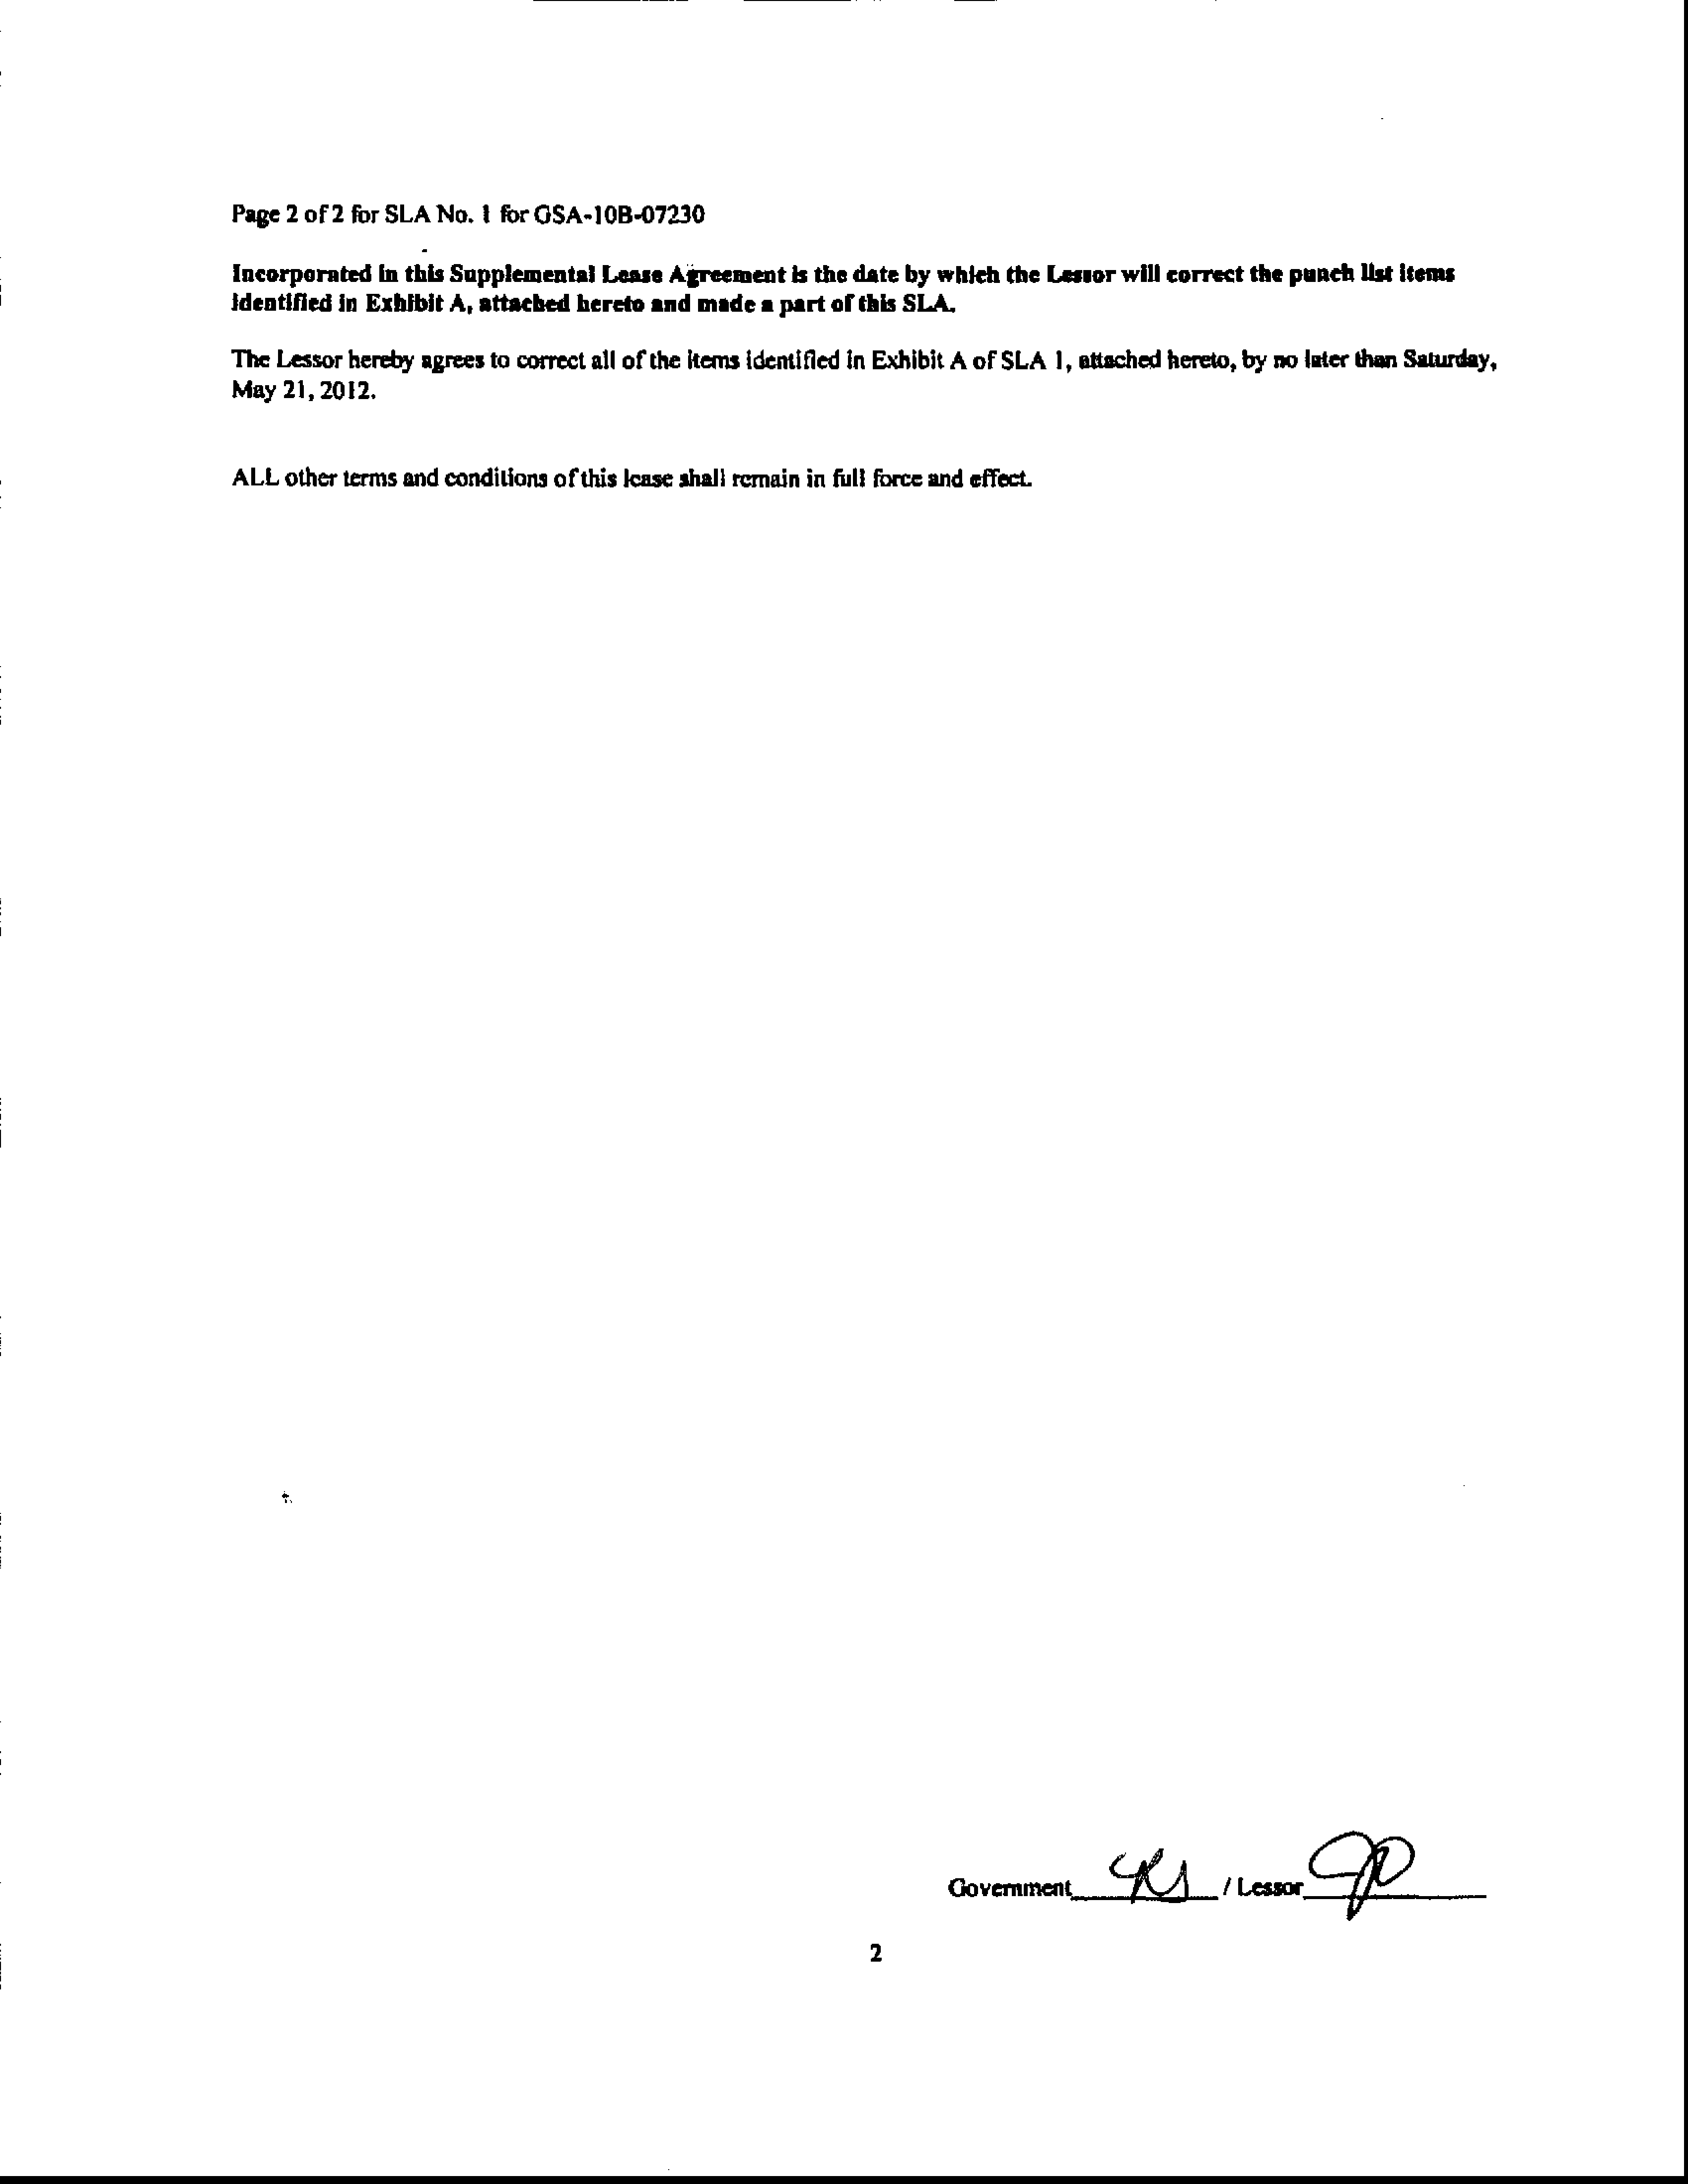 Page 2 of 2 for SLA No. 1 for GSA-10B-07230
Incorporated in this Supplemental Lease Agreement is the date by which the Lessor will correct the punch list items
identified in Exhibit A, attached hereto and made a part of this SLA.
The Lessor hereby agrees to correct all of the items identified in Exhibit A of SLA 1, attached hereto, by no later than Saturday,
May 21, 2012.
ALL other terms and conditions of this lease shall remain in full force and effect.
Government / Lessor
2